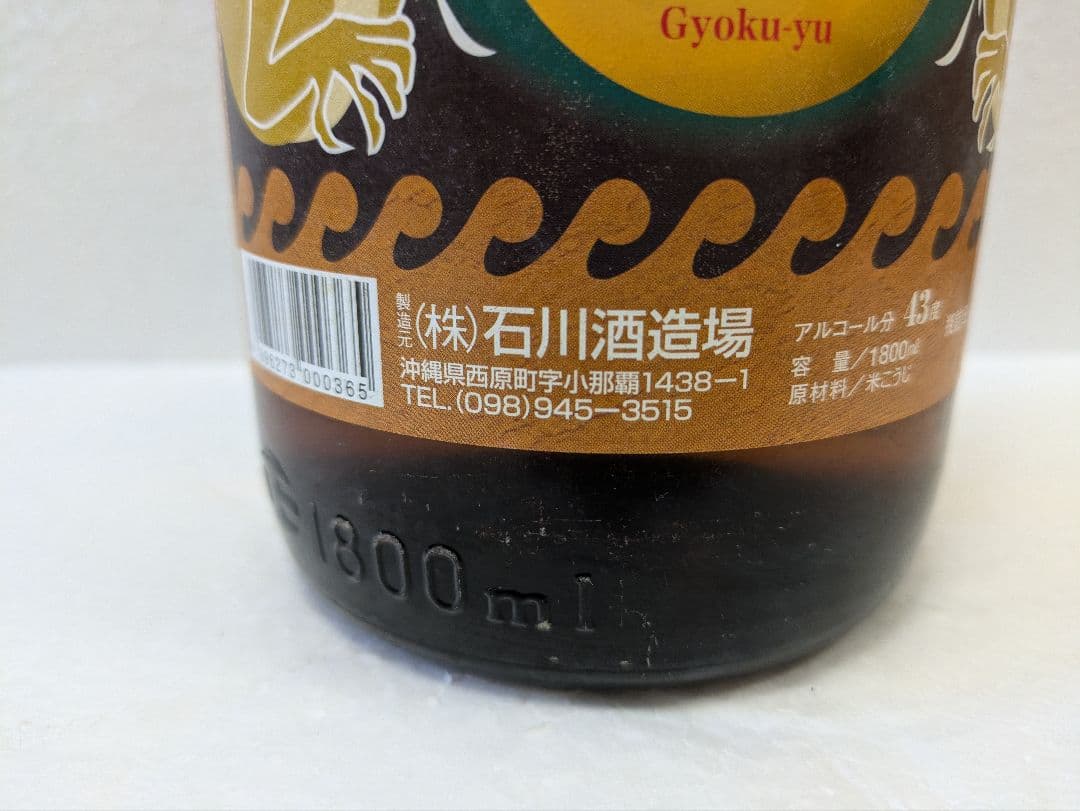 Gyoku-yu
製造元
(株)石川酒造場
沖縄県西原町字小那覇1438-1
TEL.(098)945-3515
アルコール分 43度
容 量/1800㎖
原材料/米こうじ
000365
1800ml